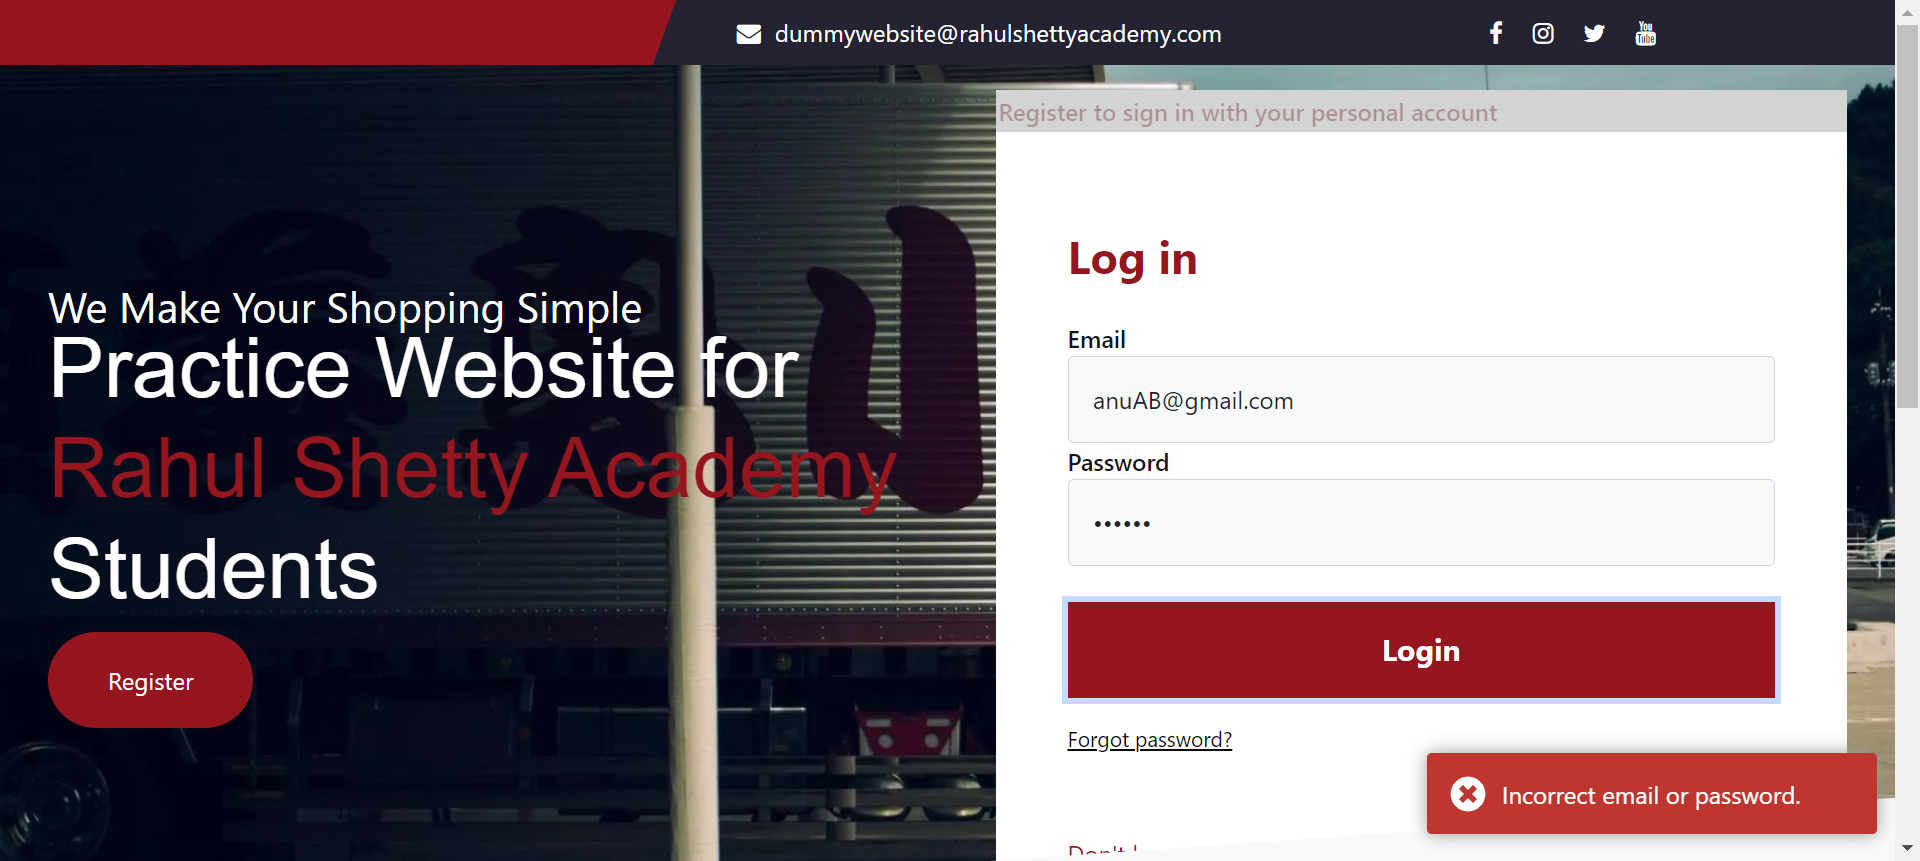 dummywebsite@rahulshettyacademy.com
You
Tube
Register to sign in with your personal account
We Make Your Shopping Simple
Practice Website for
Rahul Shetty Academy
Students
Register
Log in
Email
anuAB@gmail.com
Password
••••••
Login
Forgot password?
Incorrect email or password.